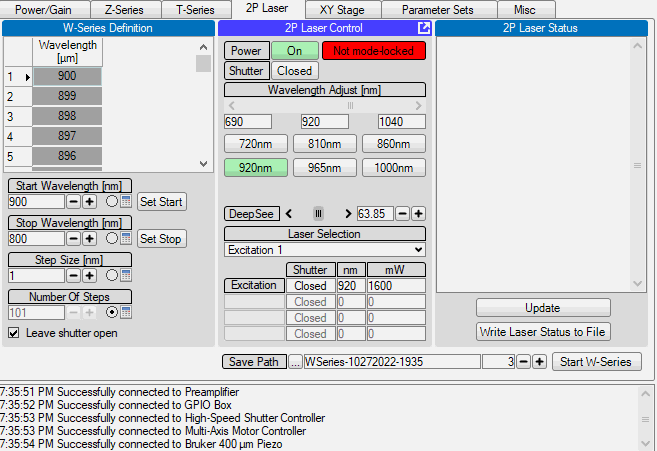 Power/Gain Z-Series T-Series 2P Laser XY Stage Parameter Sets Misc
W-Series Definition
Wavelength
[µm]
1 900
2 899
3 898
4 897
5 896
Start Wavelength [nm]
900 Set Start
Stop Wavelength [nm]
800 Set Stop
Step Size [nm]
1
Number Of Steps
101
Leave shutter open
2P Laser Control
Power On Not mode-locked
Shutter Closed
Wavelength Adjust [nm]
690 920 1040
720nm 810nm 860nm
920nm 965nm 1000nm
DeepSee 63.85
Laser Selection
Excitation 1
Shutter nm mW
Excitation Closed 920 1600
Closed 0 0
Closed 0 0
Closed 0 0
2P Laser Status
Update
Write Laser Status to File
Save Path ... WSeries-10272022-1935 3 Start W-Series
7:35:51 PM Successfully connected to Preamplifier
7:35:52 PM Successfully connected to GPIO Box
7:35:53 PM Successfully connected to High-Speed Shutter Controller
7:35:53 PM Successfully connected to Multi-Axis Motor Controller
7:35:54 PM Successfully connected to Bruker 400 µm Piezo